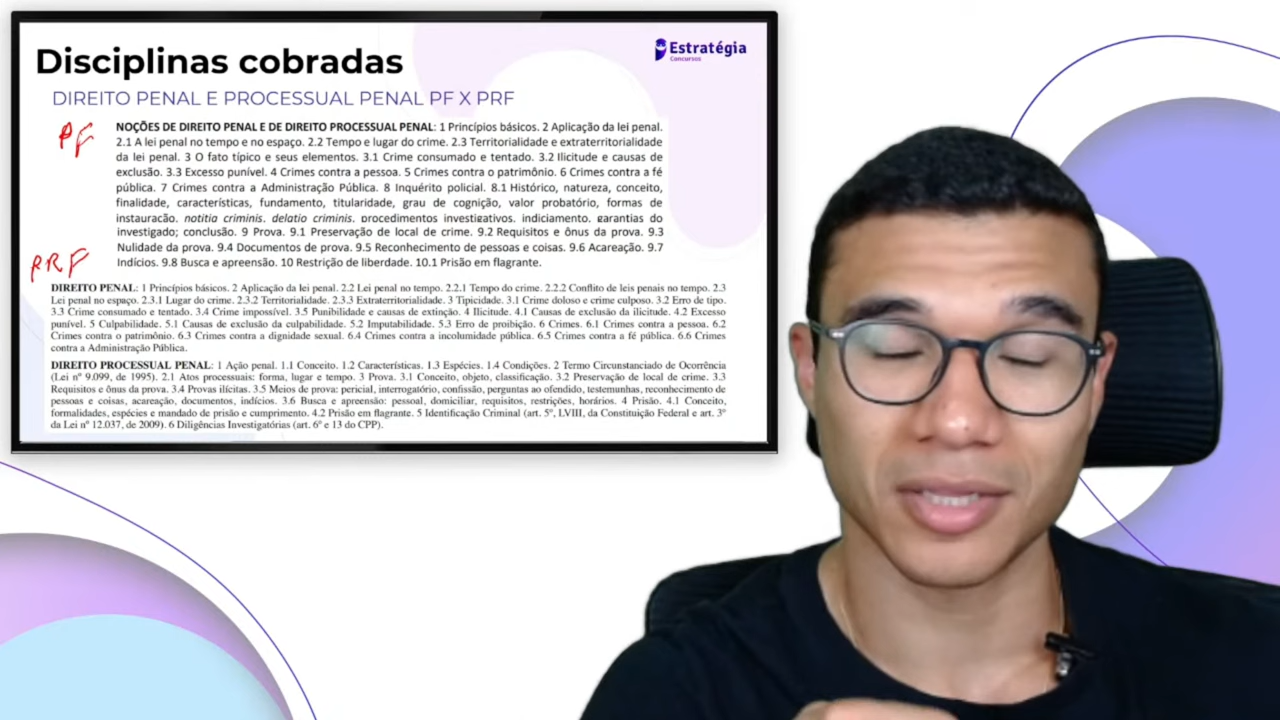 Disciplinas cobradas
Estratégia
Concursos
DIREITO PENAL E PROCESSUAL PENAL PF X PRF
PF
NOÇÕES DE DIREITO PENAL E DE DIREITO PROCESSUAL PENAL: 1 Princípios básicos. 2 Aplicação da lei penal.
2.1 A lei penal no tempo e no espaço. 2.2 Tempo e lugar do crime. 2.3 Territorialidade e extraterritorialidade
da lei penal. 3 O fato típico e seus elementos. 3.1 Crime consumado e tentado. 3.2 Ilicitude e causas de
exclusão. 3.3 Excesso punível. 4 Crimes contra a pessoa. 5 Crimes contra o patrimônio. 6 Crimes contra a fé
pública. 7 Crimes contra a Administração Pública. 8 Inquérito policial. 8.1 Histórico, natureza, conceito,
finalidade, características, fundamento, titularidade, grau de cognição, valor probatório, formas de
instauração, notitia criminis, delatio criminis, procedimentos investigativos, indiciamento, garantias do
investigado; conclusão. 9 Prova. 9.1 Preservação de local de crime. 9.2 Requisitos e ônus da prova. 9.3
Nulidade da prova. 9.4 Documentos de prova. 9.5 Reconhecimento de pessoas e coisas. 9.6 Acareação. 9.7
Indícios. 9.8 Busca e apreensão. 10 Restrição de liberdade. 10.1 Prisão em flagrante.
PRF
DIREITO PENAL: 1 Princípios básicos. 2 Aplicação da lei penal. 2.2 Lei penal no tempo. 2.2.1 Tempo do crime. 2.2.2 Conflito de leis penais no tempo. 2.3
Lei penal no espaço. 2.3.1 Lugar do crime. 2.3.2 Territorialidade. 2.3.3 Extraterritorialidade. 3 Tipicidade. 3.1 Crime doloso e crime culposo. 3.2 Erro de tipo.
3.3 Crime consumado e tentado. 3.4 Crime impossível. 3.5 Punibilidade e causas de extinção. 4 Ilicitude. 4.1 Causas de exclusão da ilicitude. 4.2 Excesso
punível. 5 Culpabilidade. 5.1 Causas de exclusão da culpabilidade. 5.2 Imputabilidade. 5.3 Erro de proibição. 6 Crimes. 6.1 Crimes contra a pessoa. 6.2
Crimes contra o patrimônio. 6.3 Crimes contra a dignidade sexual. 6.4 Crimes contra a incolumidade pública. 6.5 Crimes contra a fé pública. 6.6 Crimes
contra a Administração Pública.
DIREITO PROCESSUAL PENAL: 1 Ação penal. 1.1 Conceito. 1.2 Características. 1.3 Espécies. 1.4 Condições. 2 Termo Circunstanciado de Ocorrência
(Lei nº 9.099, de 1995). 2.1 Atos processuais: forma, lugar e tempo. 3 Prova. 3.1 Conceito, objeto, classificação. 3.2 Preservação de local de crime. 3.3
Requisitos e ônus da prova. 3.4 Provas ilícitas. 3.5 Meios de prova: pericial, interrogatório, confissão, perguntas ao ofendido, testemunhas, reconhecimento de
pessoas e coisas, acareação, documentos, indícios. 3.6 Busca e apreensão: pessoal, domiciliar, requisitos, restrições, horários. 4 Prisão. 4.1 Conceito,
formalidades, espécies e mandado de prisão e cumprimento. 4.2 Prisão em flagrante. 5 Identificação Criminal (art. 5º, LVIII, da Constituição Federal e art. 3º
da Lei nº 12.037, de 2009). 6 Diligências Investigatórias (art. 6º e 13 do CPP).